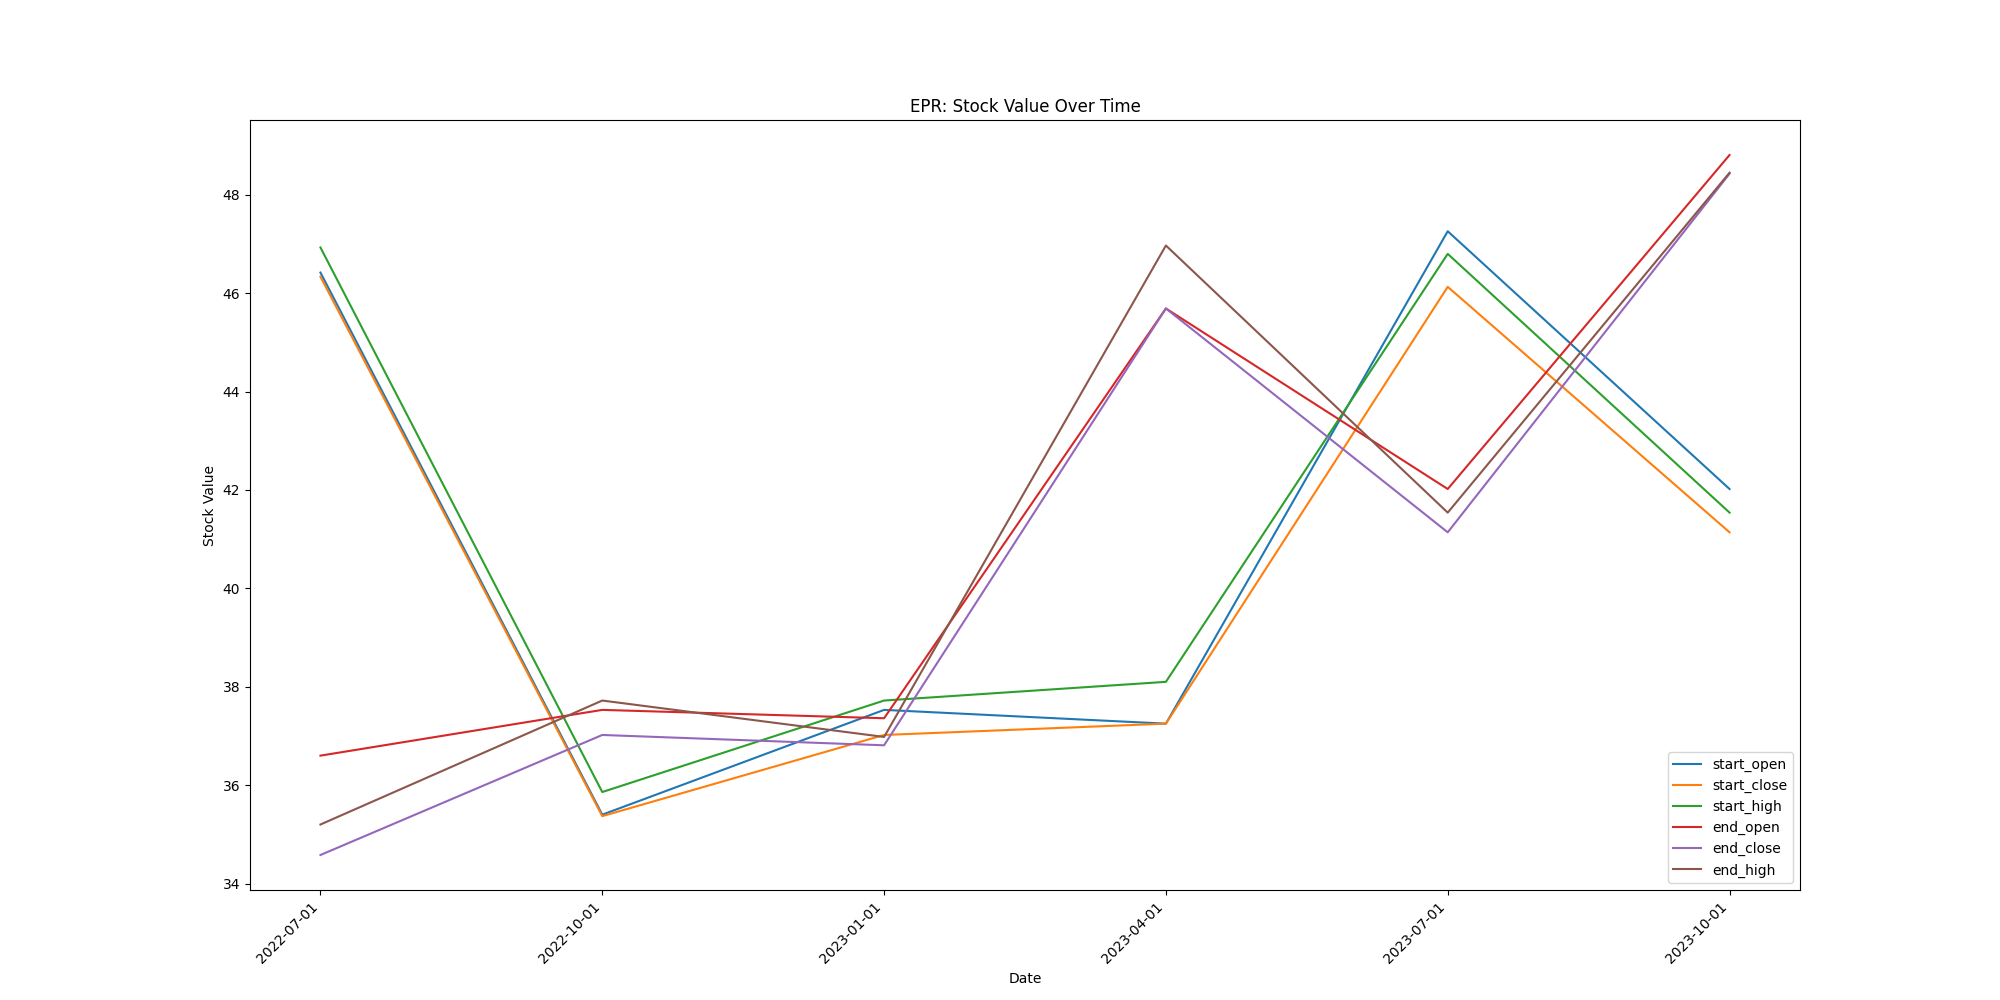 EPR: Stock Value Over Time
Stock Value
48
46
44
42
40
38
36
34
2022-07-01
2022-10-01
2023-01-01
2023-04-01
2023-07-01
2023-10-01
Date
start_open
start_close
start_high
end_open
end_close
end_high